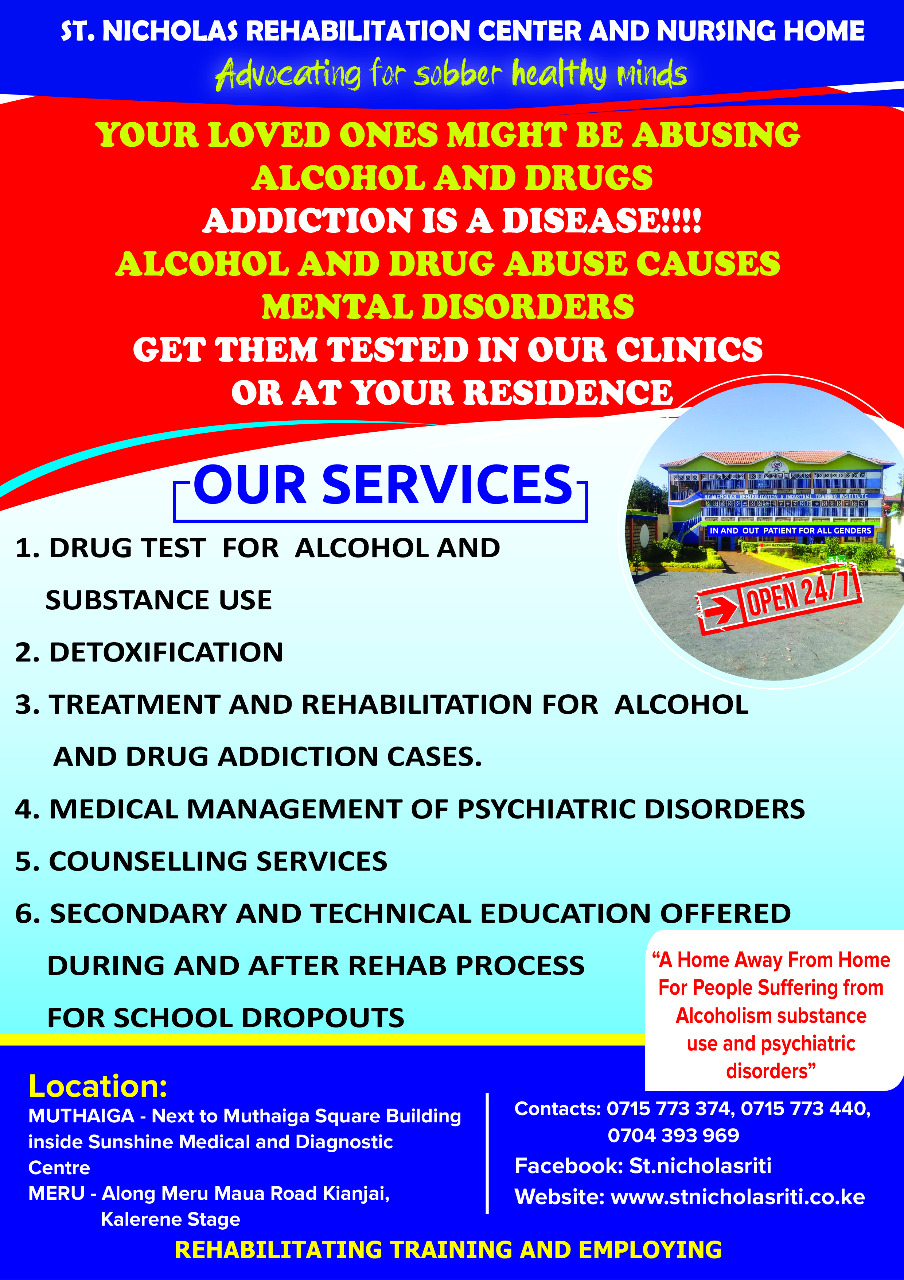 ST. NICHOLAS REHABILITATION CENTER AND NURSING HOME
Advocating for sobber healthy minds
YOUR LOVED ONES MIGHT BE ABUSING
ALCOHOL AND DRUGS
ADDICTION IS A DISEASE!!!!
ALCOHOL AND DRUG ABUSE CAUSES
MENTAL DISORDERS
GET THEM TESTED IN OUR CLINICS
OR AT YOUR RESIDENCE
OUR SERVICES
IN AND OUT PATIENT FOR ALL GENDERS
OPEN 24/7
1. DRUG TEST FOR ALCOHOL AND
SUBSTANCE USE
2. DETOXIFICATION
3. TREATMENT AND REHABILITATION FOR ALCOHOL
AND DRUG ADDICTION CASES.
4. MEDICAL MANAGEMENT OF PSYCHIATRIC DISORDERS
5. COUNSELLING SERVICES
6. SECONDARY AND TECHNICAL EDUCATION OFFERED
DURING AND AFTER REHAB PROCESS
FOR SCHOOL DROPOUTS
“A Home Away From Home
For People Suffering from
Alcoholism substance
use and psychiatric
disorders”
Location:
MUTHAIGA - Next to Muthaiga Square Building
inside Sunshine Medical and Diagnostic
Centre
MERU - Along Meru Maua Road Kianjai,
Kalerene Stage
Contacts: 0715 773 374, 0715 773 440,
0704 393 969
Facebook: St.nicholasriti
Website: www.stnicholasriti.co.ke
REHABILITATING TRAINING AND EMPLOYING